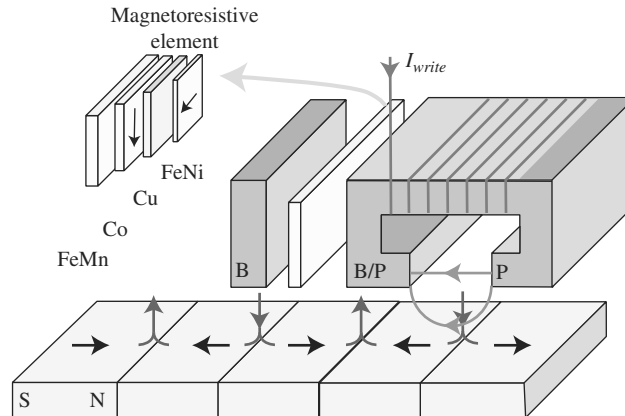 Magnetoresistive
element
I_write
FeNi
Cu
Co
FeMn
B
B/P
P
S
N